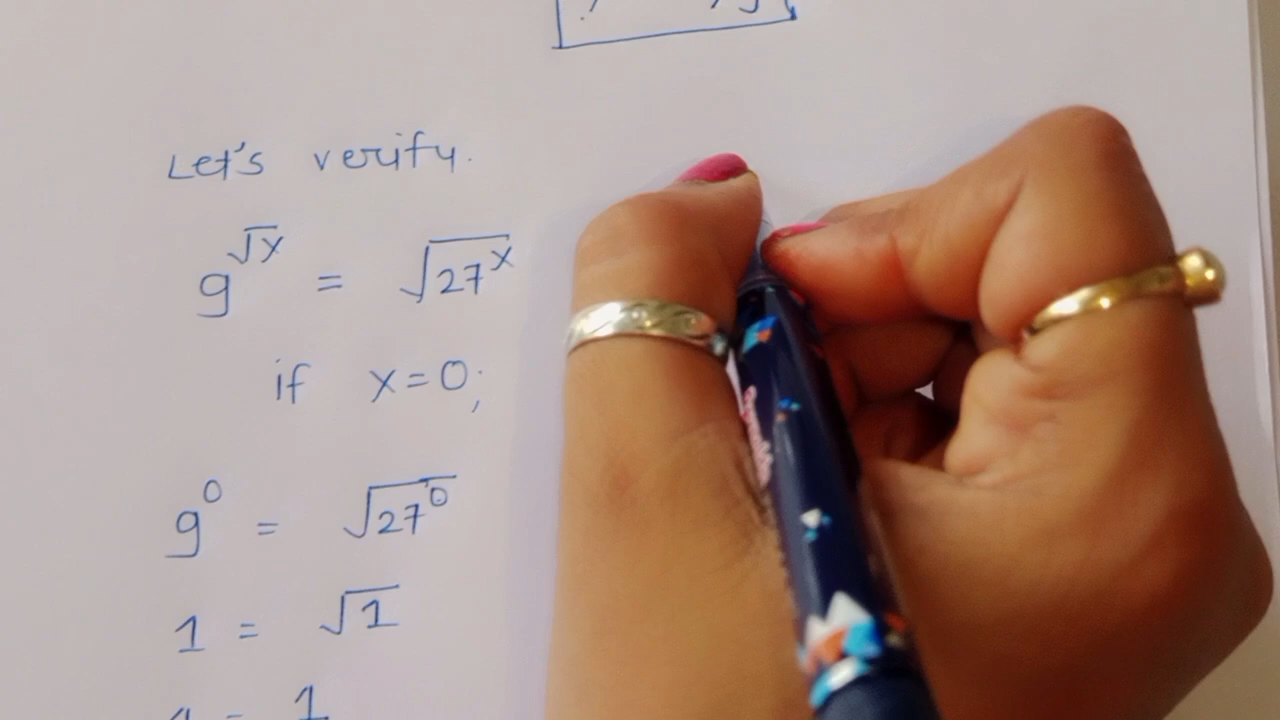 Let's verify.
9^√x = √27^x
if x=0;
9^0 = √27^0
1 = √1
1 = 1